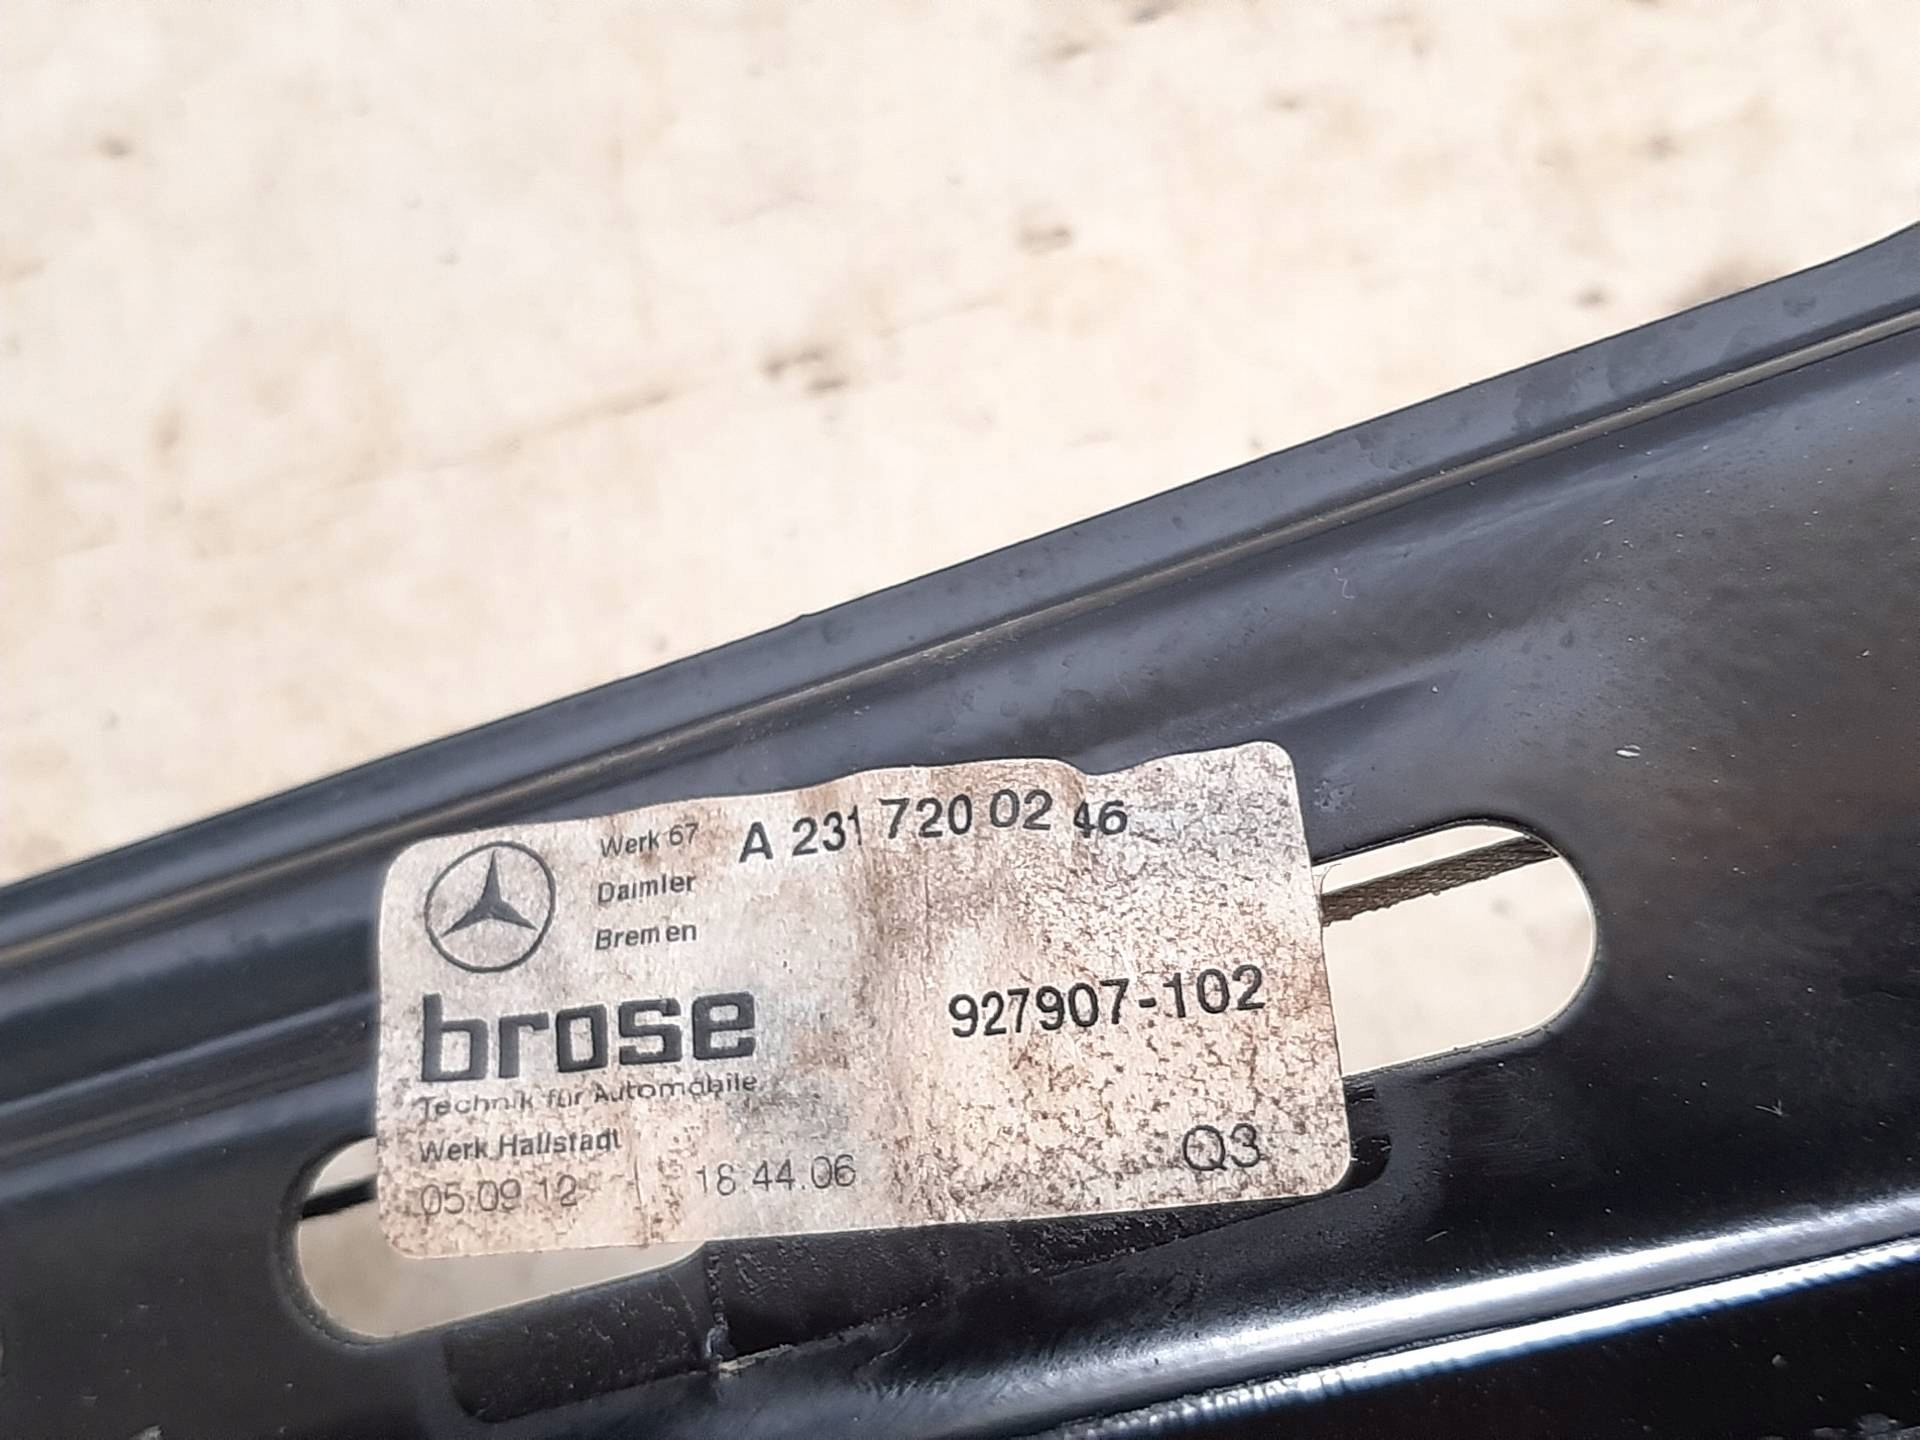 Werk 67 A 231 720 02 46
Daimler
Bremen
brose 927907-102
Technik für Automobile
Werk Hallstadt
05.09.12 18.44.06 Q3